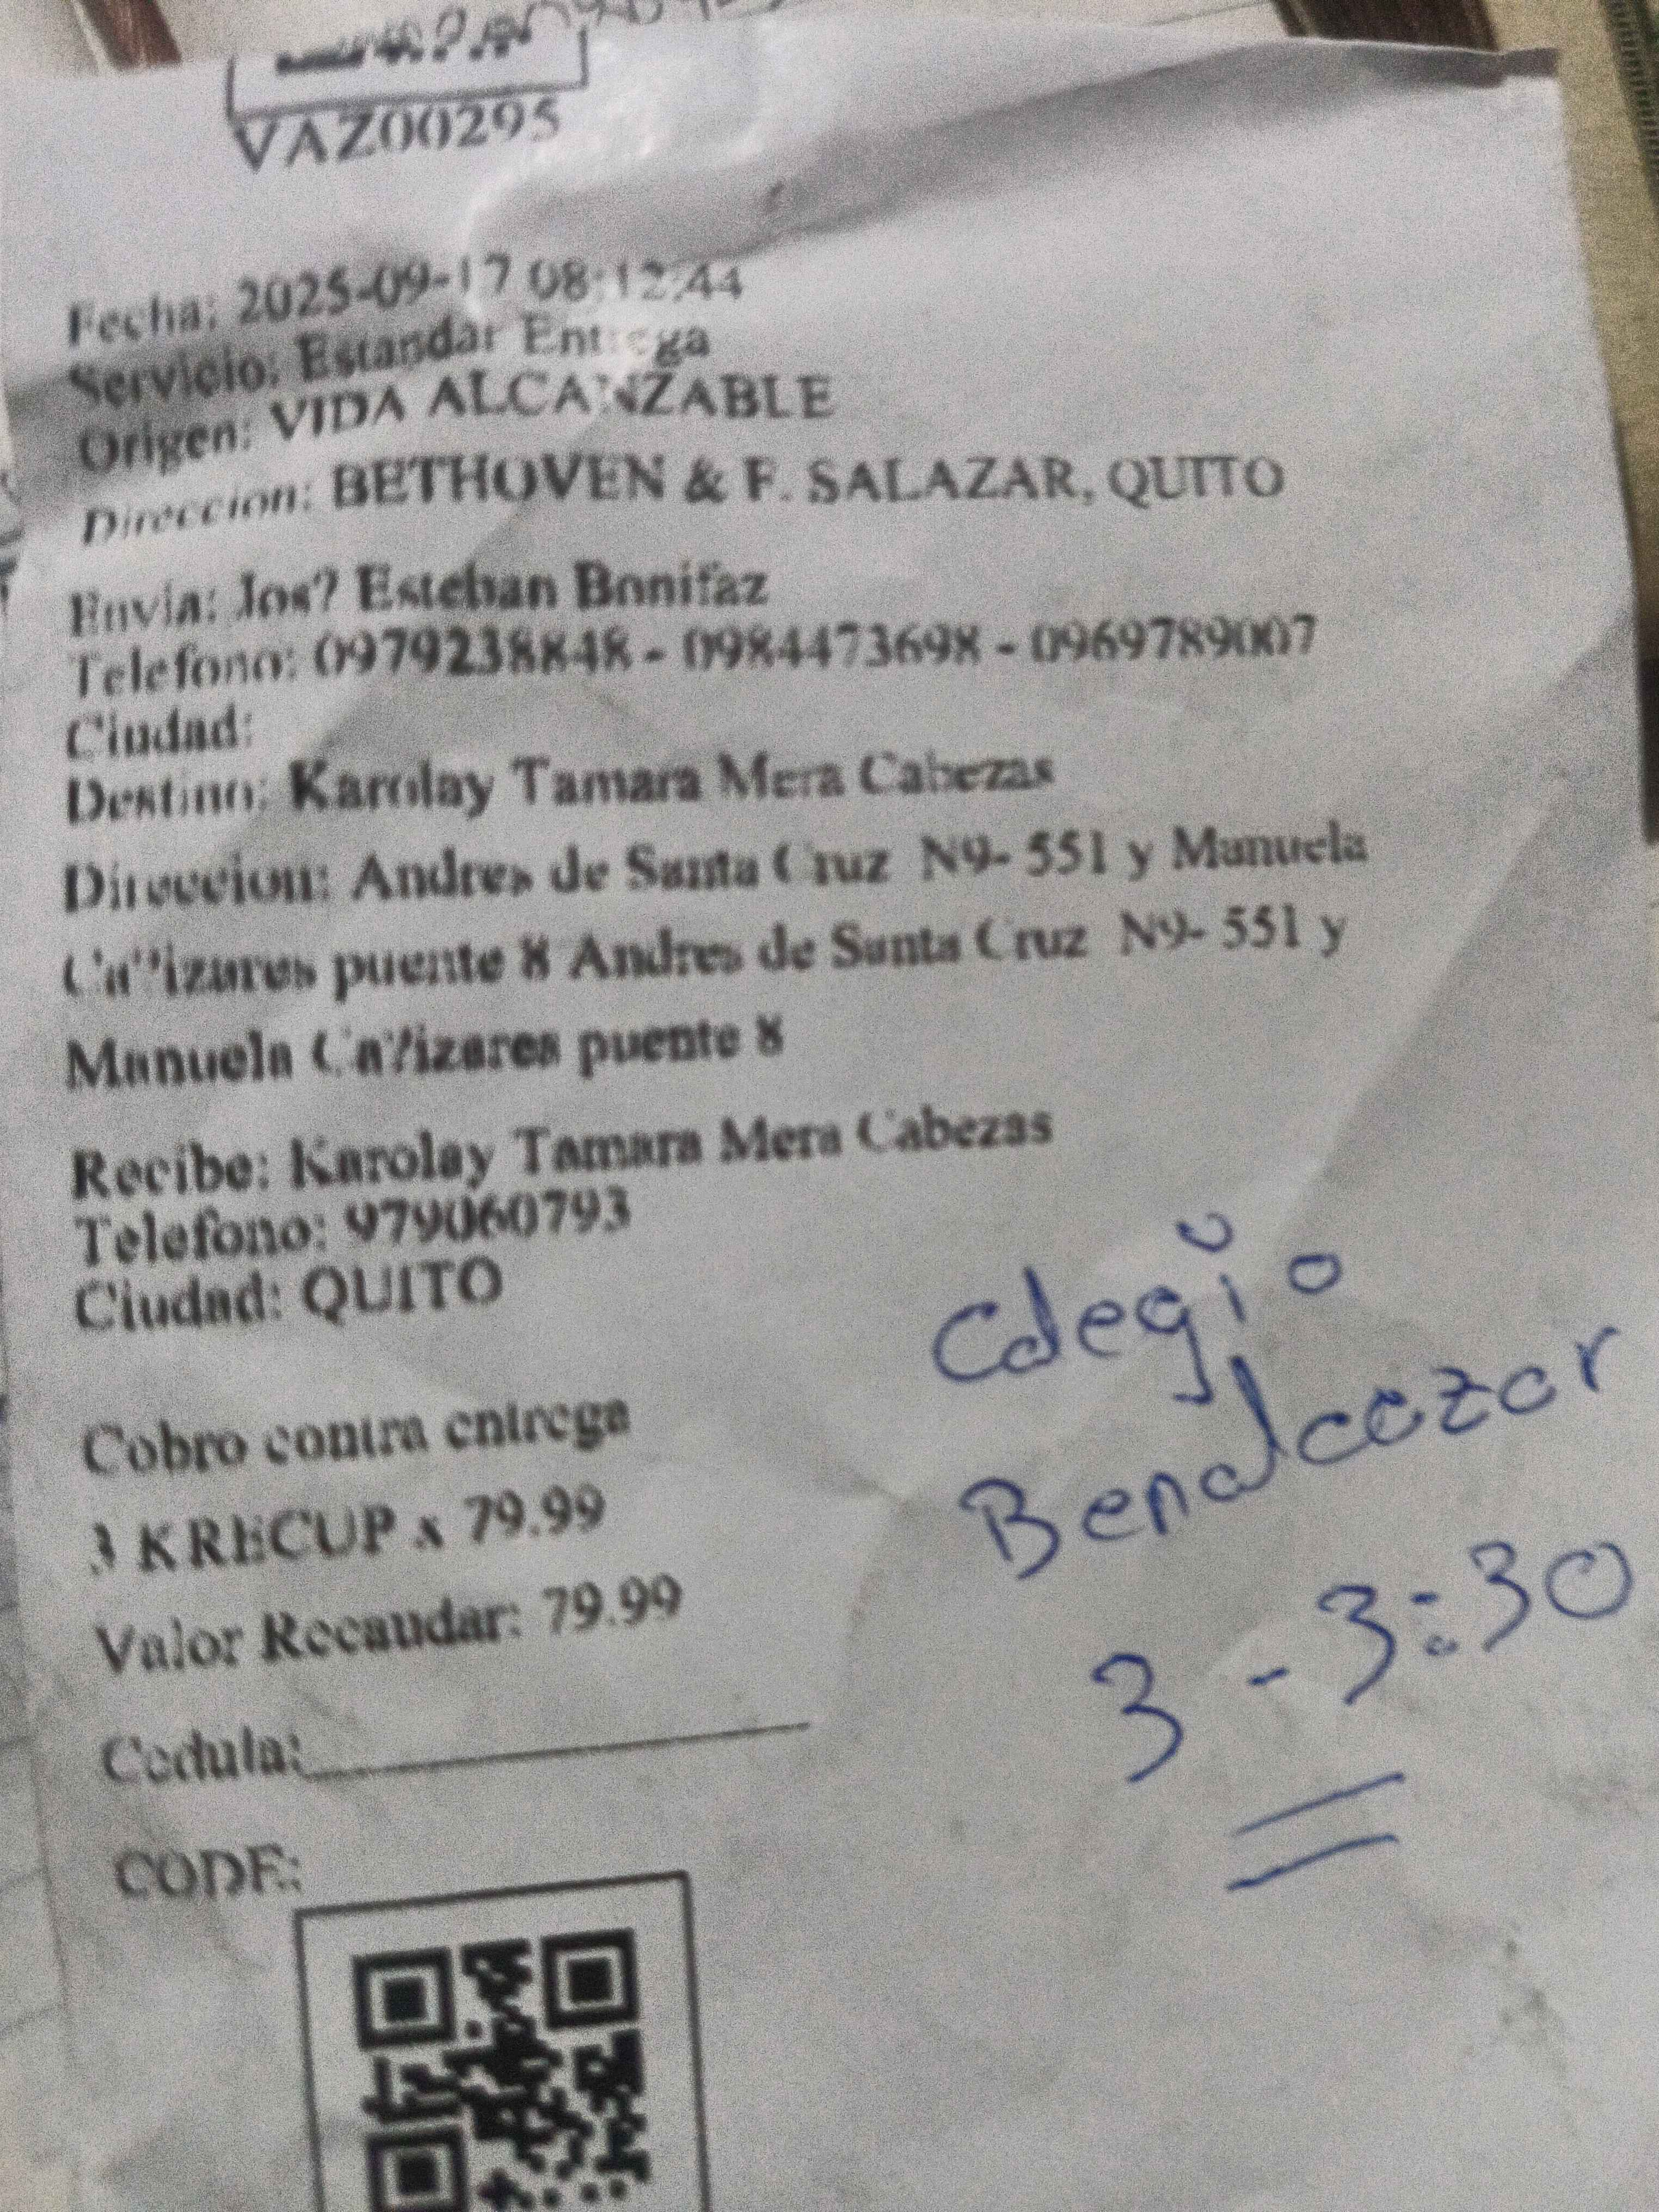 VAZ00295
Fecha: 2025-09-17 08:12:44
Servicio: Estandar Entrega
Origen: VIDA ALCANZABLE
Direccion: BETHOVEN & F. SALAZAR, QUITO
Envia: Jos? Esteban Bonifaz
Telefono: 0979238848 - 0984473698 - 0969789007
Ciudad:
Destino: Karolay Tamara Mera Cabezas
Direccion: Andres de Santa Cruz N9- 551 y Manuela
Ca?izares puente 8 Andres de Santa Cruz N9- 551 y
Manuela Ca?izares puente 8
Recibe: Karolay Tamara Mera Cabezas
Telefono: 979060793
Ciudad: QUITO
Colegio
Benalcazar
3 - 3:30
Cobro contra entrega
3 KRECUP x 79.99
Valor Recaudar: 79.99
Cedula:
CODE: